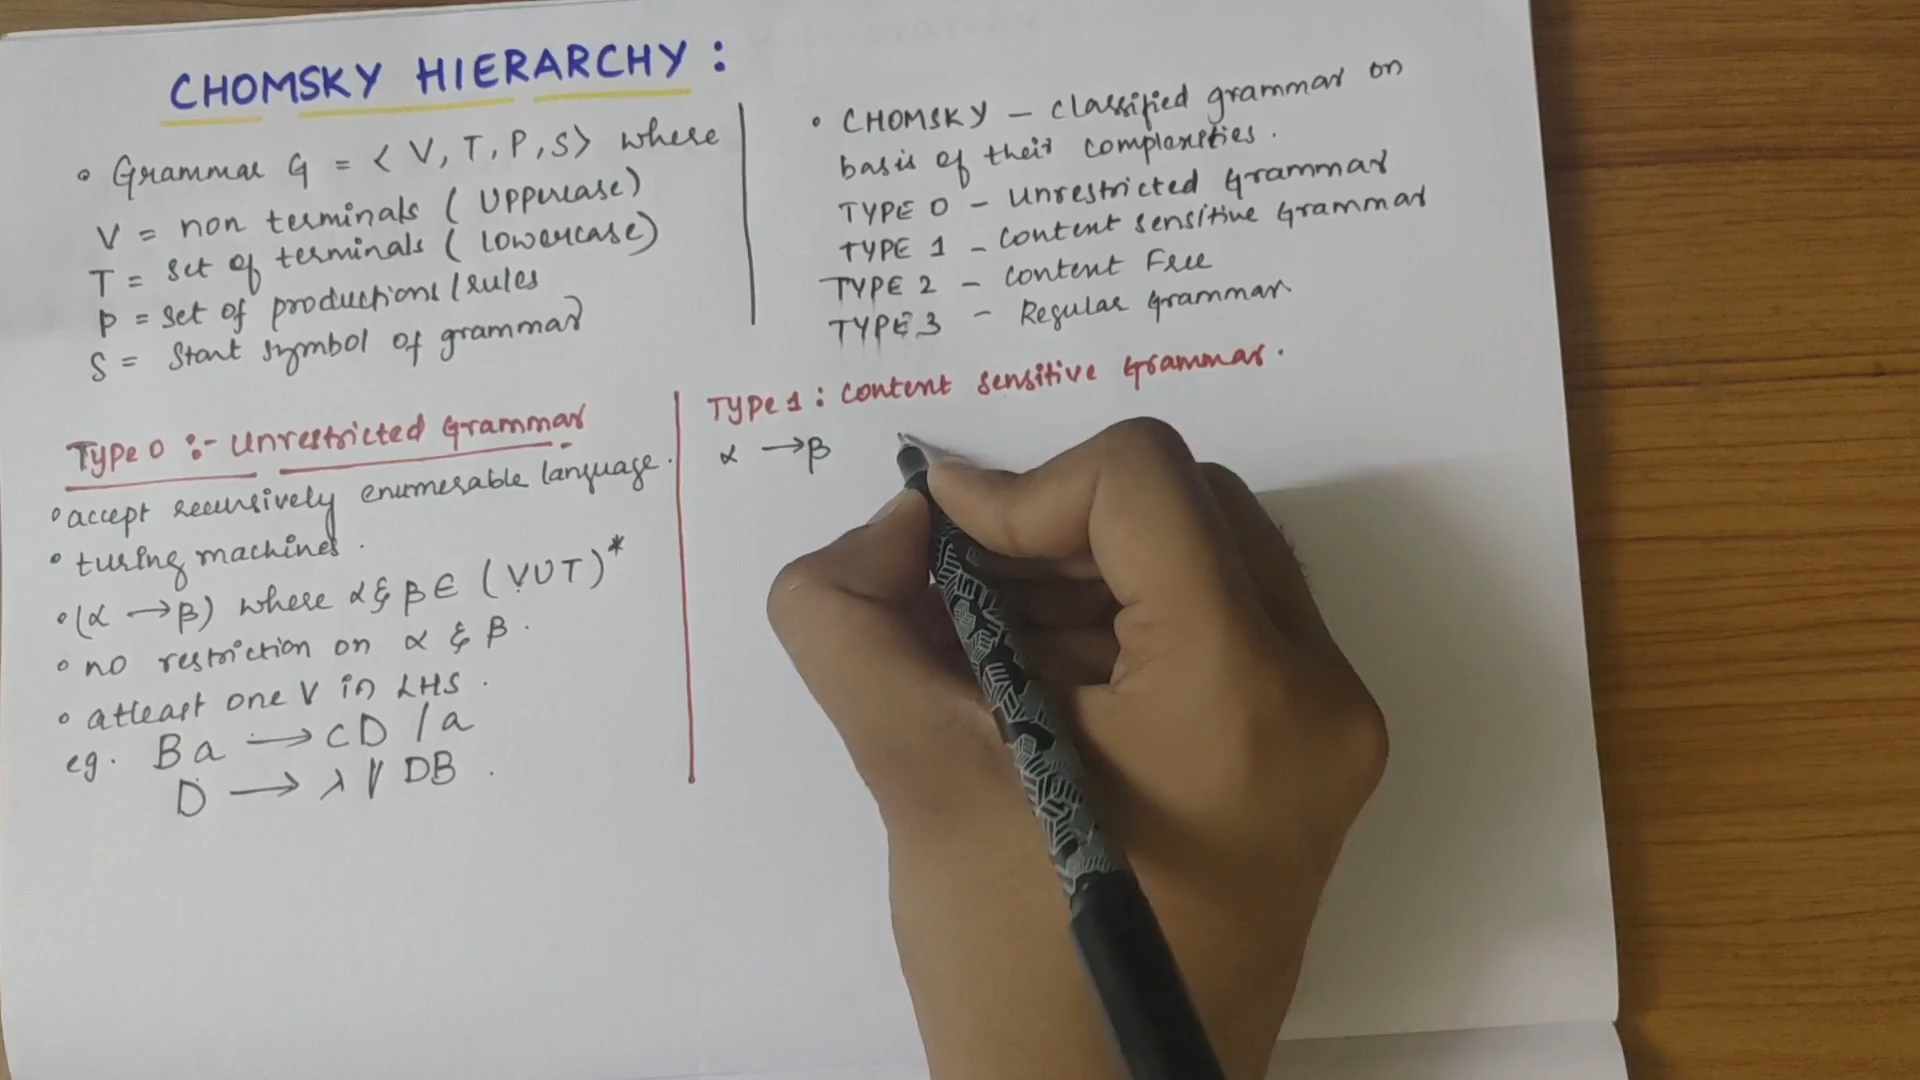 CHOMSKY HIERARCHY :
• Grammar G = < V, T, P, S > where
V = non terminals ( Uppercase )
T = set of terminals ( lowercase )
P = set of productions / rules
S = Start symbol of grammar
• CHOMSKY – classified grammar on
basis of their complexities .
TYPE 0 – Unrestricted Grammar
TYPE 1 – Content sensitive Grammar
TYPE 2 – Content Free
TYPE 3 – Regular Grammar
Type 0 :- Unrestricted Grammar
• accept recursively enumerable language .
• turing machines .
• (α → β) where α & β ∈ ( V U T )*
• no restriction on α & β .
• atleast one V in LHS .
eg. Ba → CD / a
D → λ / DB .
Type 1 : Content sensitive Grammar .
α → β